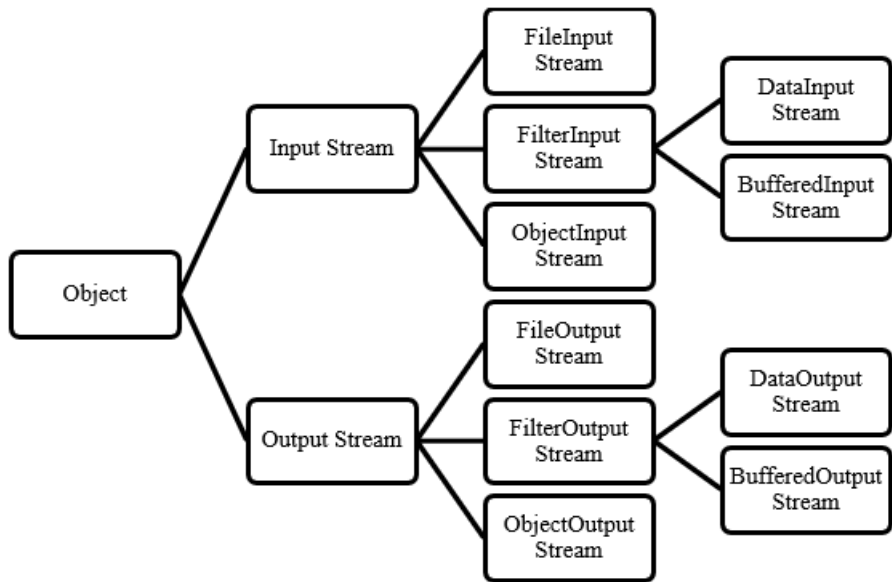 Object
Input Stream
FileInput
Stream
FilterInput
Stream
DataInput
Stream
BufferedInput
Stream
ObjectInput
Stream
Output Stream
FileOutput
Stream
FilterOutput
Stream
DataOutput
Stream
BufferedOutput
Stream
ObjectOutput
Stream